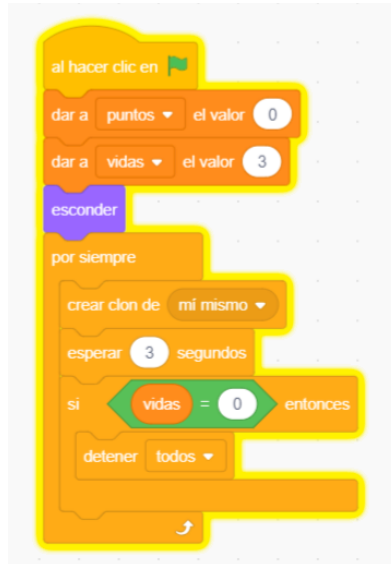 al hacer clic en
dar a puntos el valor 0
dar a vidas el valor 3
esconder
por siempre
crear clon de mí mismo
esperar 3 segundos
si vidas = 0 entonces
detener todos